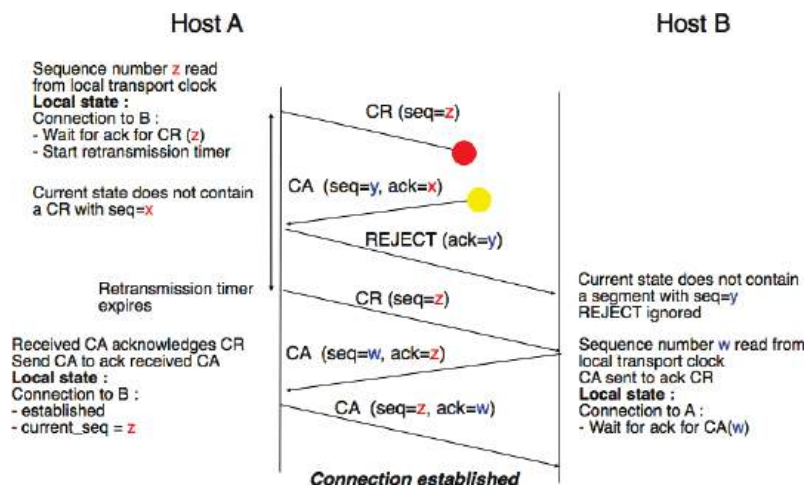 Host A
Host B
Sequence number z read
from local transport clock
Local state :
Connection to B :
- Wait for ack for CR (z)
- Start retransmission timer
CR (seq=z)
CA (seq=y, ack=x)
Current state does not contain
a CR with seq=x
REJECT (ack=y)
Current state does not contain
a segment with seq=y
REJECT ignored
Retransmission timer
expires
CR (seq=z)
Received CA acknowledges CR
Send CA to ack received CA
Local state :
Connection to B :
- established
- current_seq = z
CA (seq=w, ack=z)
Sequence number w read from
local transport clock
CA sent to ack CR
Local state :
Connection to A :
- Wait for ack for CA(w)
CA (seq=z, ack=w)
Connection established